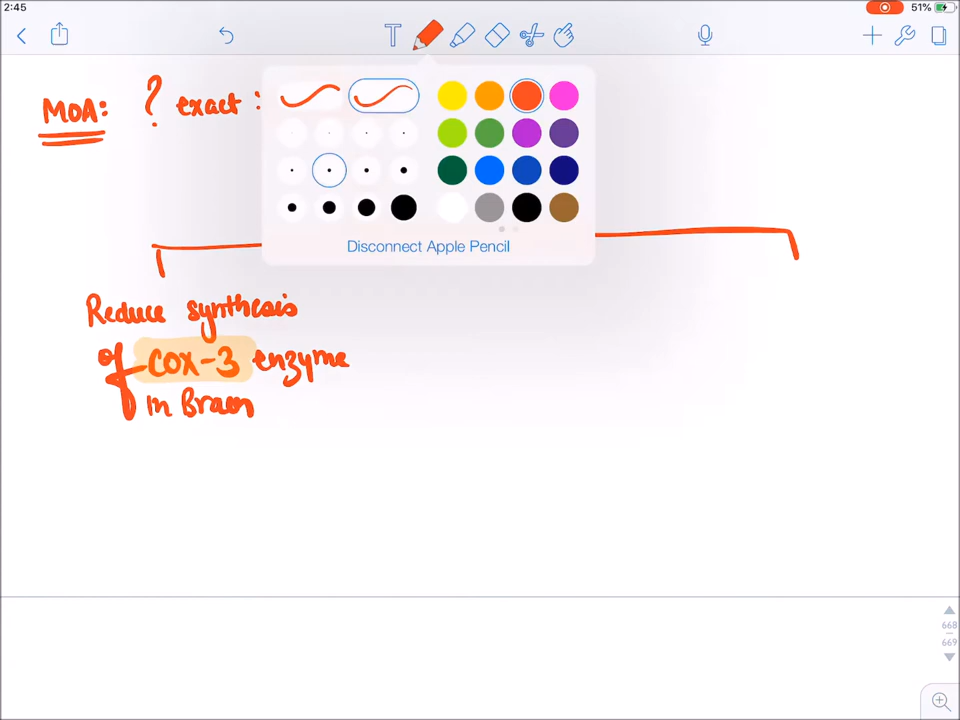 2:45
51%
T
MOA: ? exact :
Disconnect Apple Pencil
Reduce synthesis
of COX-3 enzyme
in Brain
668
669